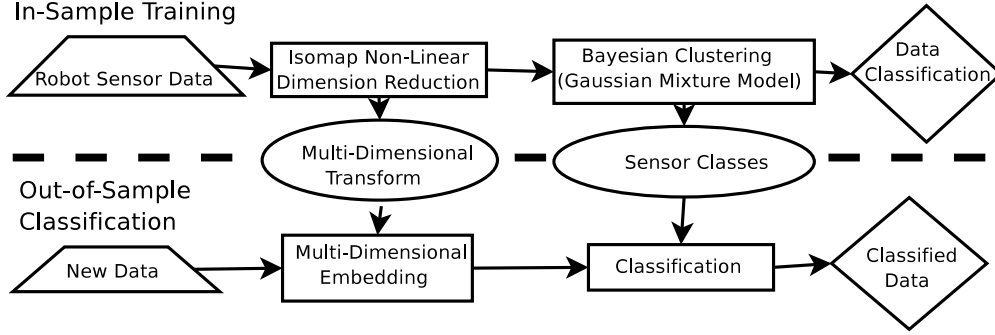 In-Sample Training
Robot Sensor Data
Isomap Non-Linear
Dimension Reduction
Bayesian Clustering
(Gaussian Mixture Model)
Data
Classification
Multi-Dimensional
Transform
Sensor Classes
Out-of-Sample
Classification
New Data
Multi-Dimensional
Embedding
Classification
Classified
Data